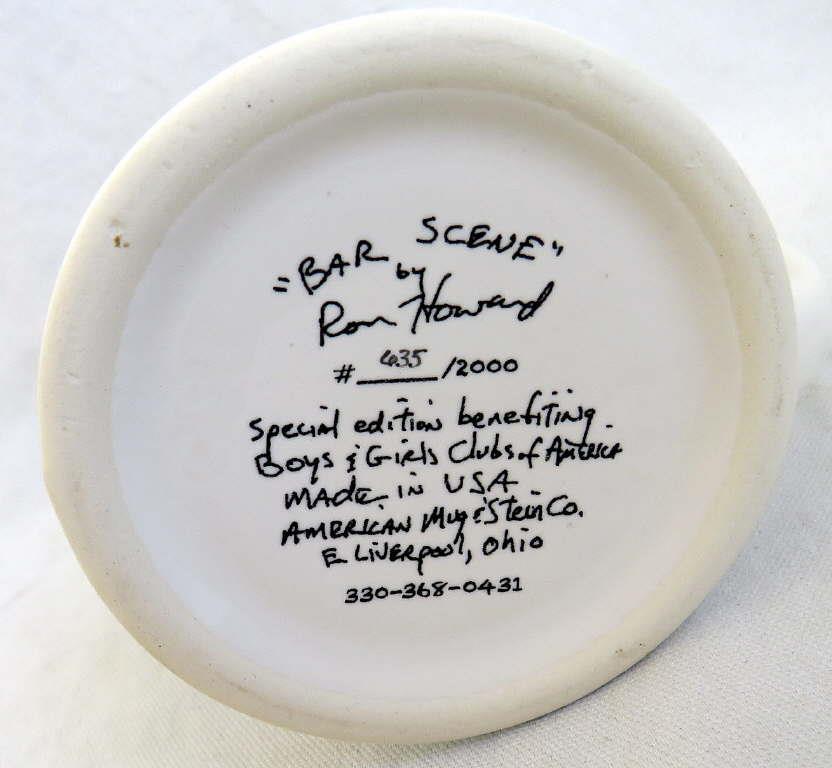 "BAR SCENE"
by
Ron Howard
# 635 /2000
Special edition benefiting
Boys & Girls Clubs of America
Made in USA
American Mug & Stein Co.
E. Liverpool, Ohio
330-368-0431